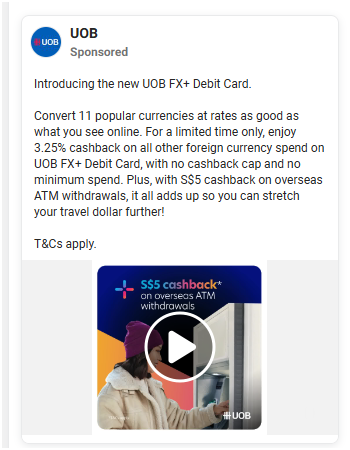 UOB
UOB
Sponsored
Introducing the new UOB FX+ Debit Card.
Convert 11 popular currencies at rates as good as
what you see online. For a limited time only, enjoy
3.25% cashback on all other foreign currency spend on
UOB FX+ Debit Card, with no cashback cap and no
minimum spend. Plus, with S$5 cashback on overseas
ATM withdrawals, it all adds up so you can stretch
your travel dollar further!
T&Cs apply.
S$5 cashback*
on overseas ATM
withdrawals
UOB